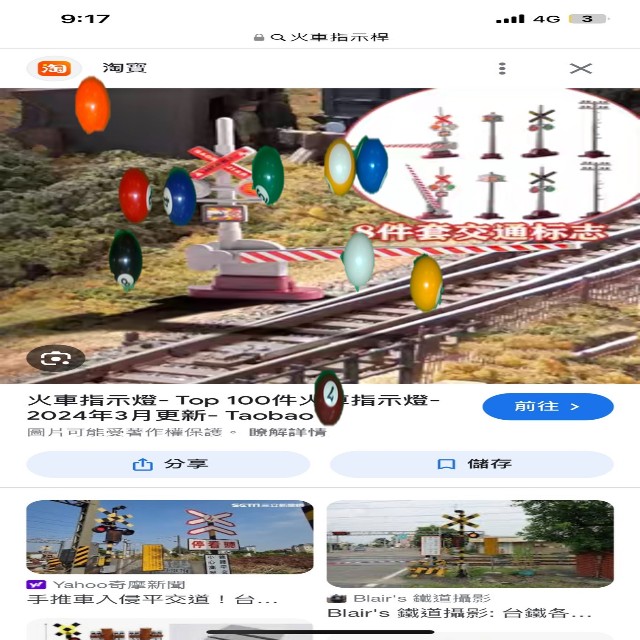 9:17
4G
3
火車指示桿
淘
淘寶
8件套交通标志
火車指示燈- Top 100件火車指示燈-
4
2024年3月更新- Taobao
前往 >
圖片可能受著作權保護。 瞭解詳情
分享
儲存
停看聽
Yahoo奇摩新聞
手推車入侵平交道！台...
Blair's 鐵道攝影
Blair's 鐵道攝影: 台鐵各...